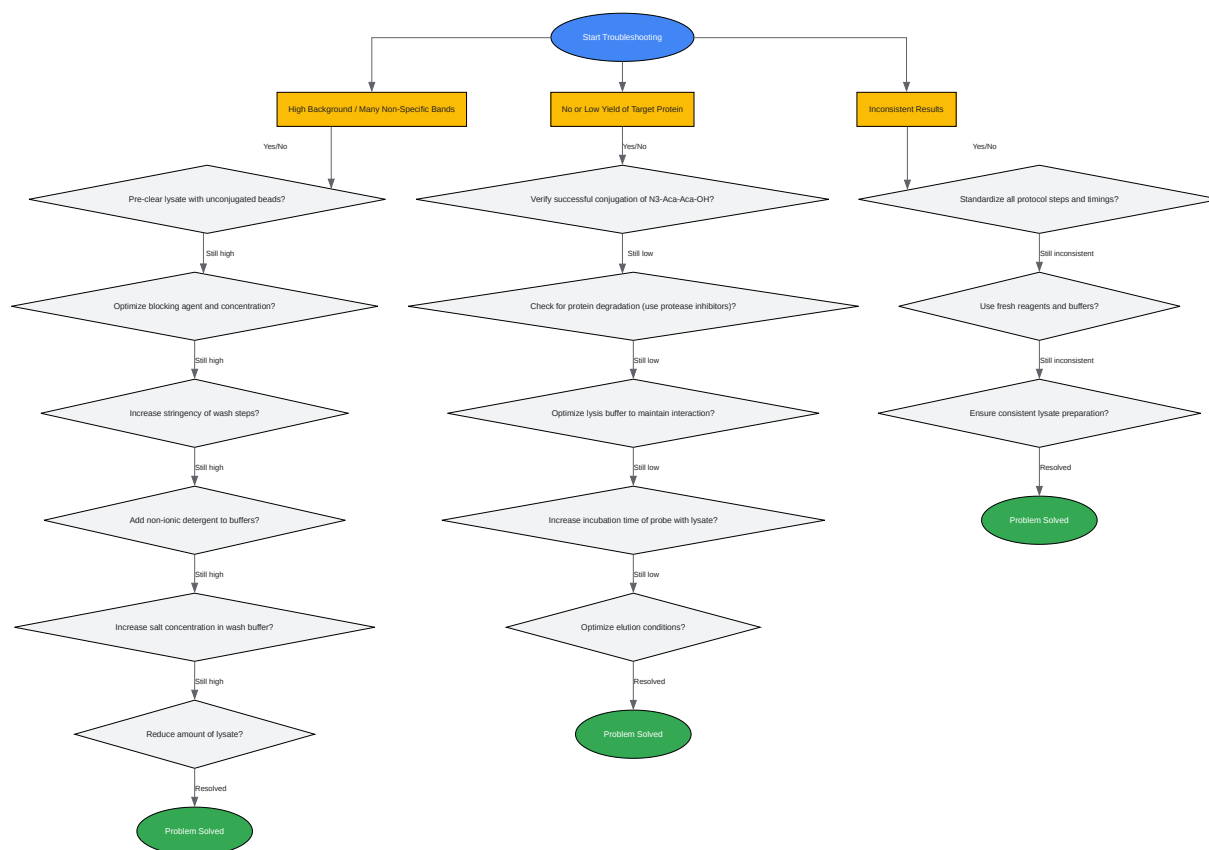 Start Troubleshooting
High Background / Many Non-Specific Bands
No or Low Yield of Target Protein
Inconsistent Results
Yes/No
Yes/No
Yes/No
Pre-clear lysate with unconjugated beads?
Verify successful conjugation of N3-Aca-Aca-OH?
Standardize all protocol steps and timings?
Still high
Still low
Still inconsistent
Optimize blocking agent and concentration?
Check for protein degradation (use protease inhibitors)?
Use fresh reagents and buffers?
Still high
Still low
Still inconsistent
Increase stringency of wash steps?
Optimize lysis buffer to maintain interaction?
Ensure consistent lysate preparation?
Still high
Still low
Resolved
Add non-ionic detergent to buffers?
Increase incubation time of probe with lysate?
Problem Solved
Still high
Still low
Increase salt concentration in wash buffer?
Optimize elution conditions?
Still high
Resolved
Reduce amount of lysate?
Problem Solved
Resolved
Problem Solved